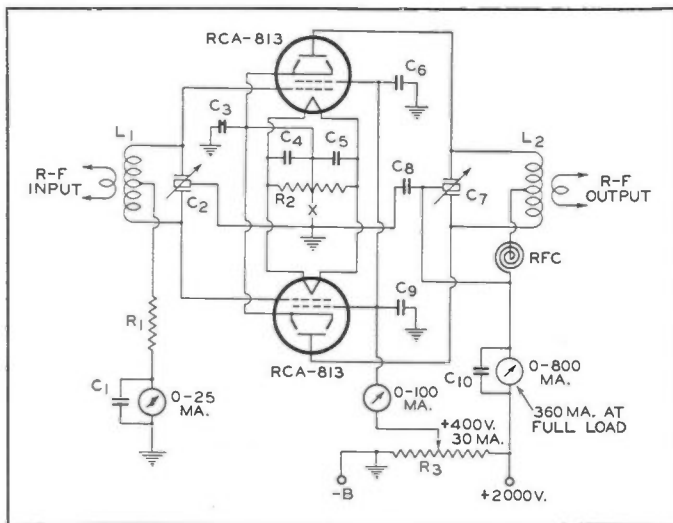 RCA-813
C6
L1
C3
C4
C5
L2
R-F
INPUT
C2
R2
X
C8
C7
R-F
OUTPUT
RFC
R1
C9
RCA-813
C1
0-25
MA.
0-100
MA.
C10
0-800
MA.
+400 V.
30 MA.
360 MA. AT
FULL LOAD
R3
-B
+2000 V.